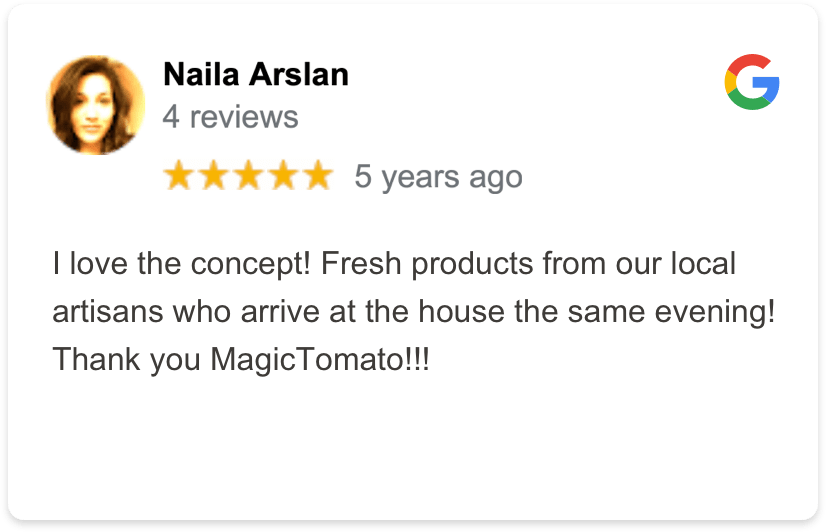 Naila Arslan
4 reviews
5 years ago
I love the concept! Fresh products from our local
artisans who arrive at the house the same evening!
Thank you MagicTomato!!!